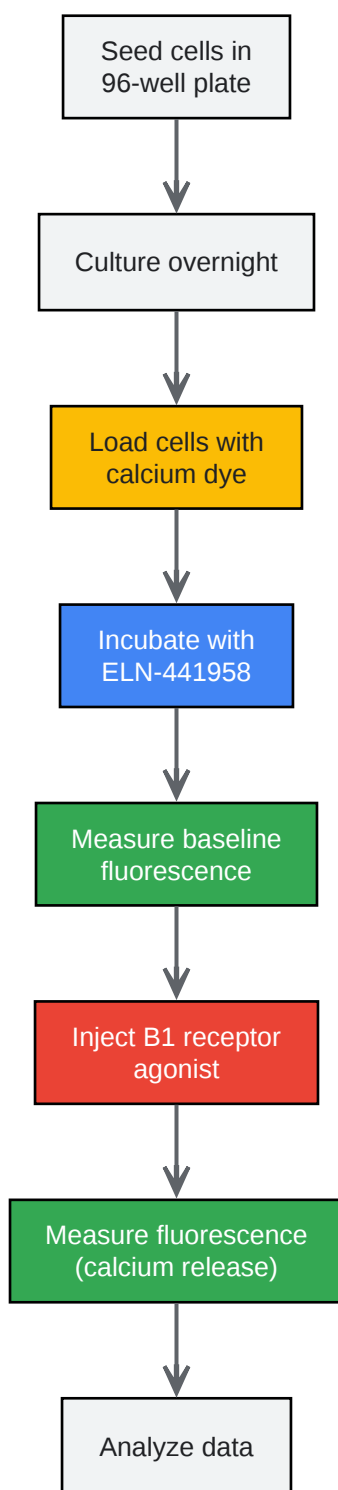 Seed cells in
96-well plate
Culture overnight
Load cells with
calcium dye
Incubate with
ELN-441958
Measure baseline
fluorescence
Inject B1 receptor
agonist
Measure fluorescence
(calcium release)
Analyze data